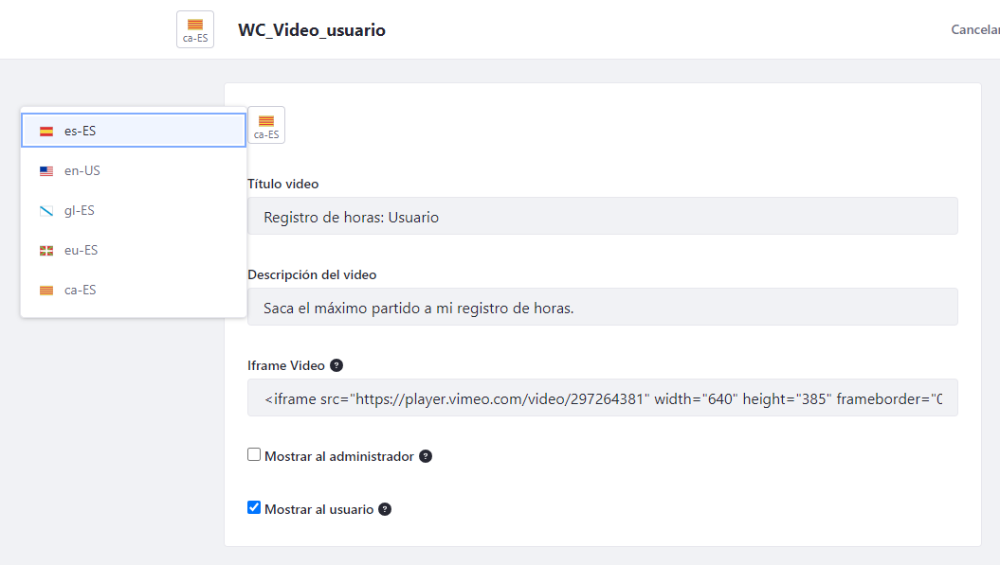 ca-ES
WC_Video_usuario
Cancelar
es-ES
en-US
gl-ES
eu-ES
ca-ES
ca-ES
Título video
Registro de horas: Usuario
Descripción del video
Saca el máximo partido a mi registro de horas.
Iframe Video ?
<iframe src="https://player.vimeo.com/video/297264381" width="640" height="385" frameborder="0
Mostrar al administrador ?
Mostrar al usuario ?